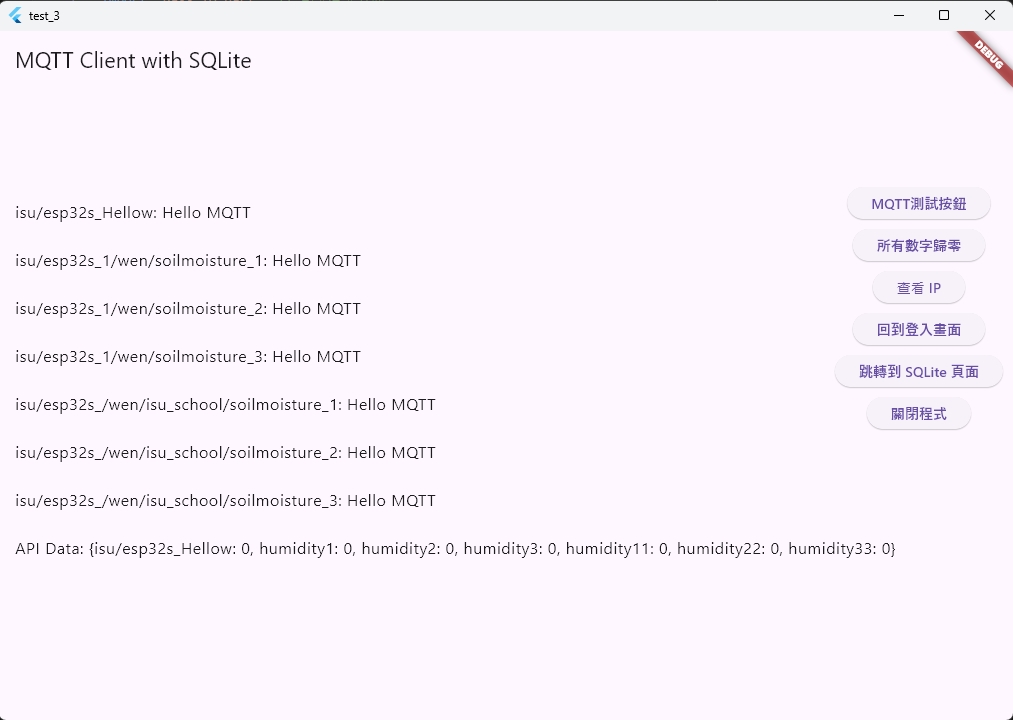 test_3
MQTT Client with SQLite
DEBUG
isu/esp32s_Hellow: Hello MQTT
isu/esp32s_1/wen/soilmoisture_1: Hello MQTT
isu/esp32s_1/wen/soilmoisture_2: Hello MQTT
isu/esp32s_1/wen/soilmoisture_3: Hello MQTT
isu/esp32s_/wen/isu_school/soilmoisture_1: Hello MQTT
isu/esp32s_/wen/isu_school/soilmoisture_2: Hello MQTT
isu/esp32s_/wen/isu_school/soilmoisture_3: Hello MQTT
API Data: {isu/esp32s_Hellow: 0, humidity1: 0, humidity2: 0, humidity3: 0, humidity11: 0, humidity22: 0, humidity33: 0}
MQTT測試按鈕
所有數字歸零
查看 IP
回到登入畫面
跳轉到 SQLite 頁面
關閉程式